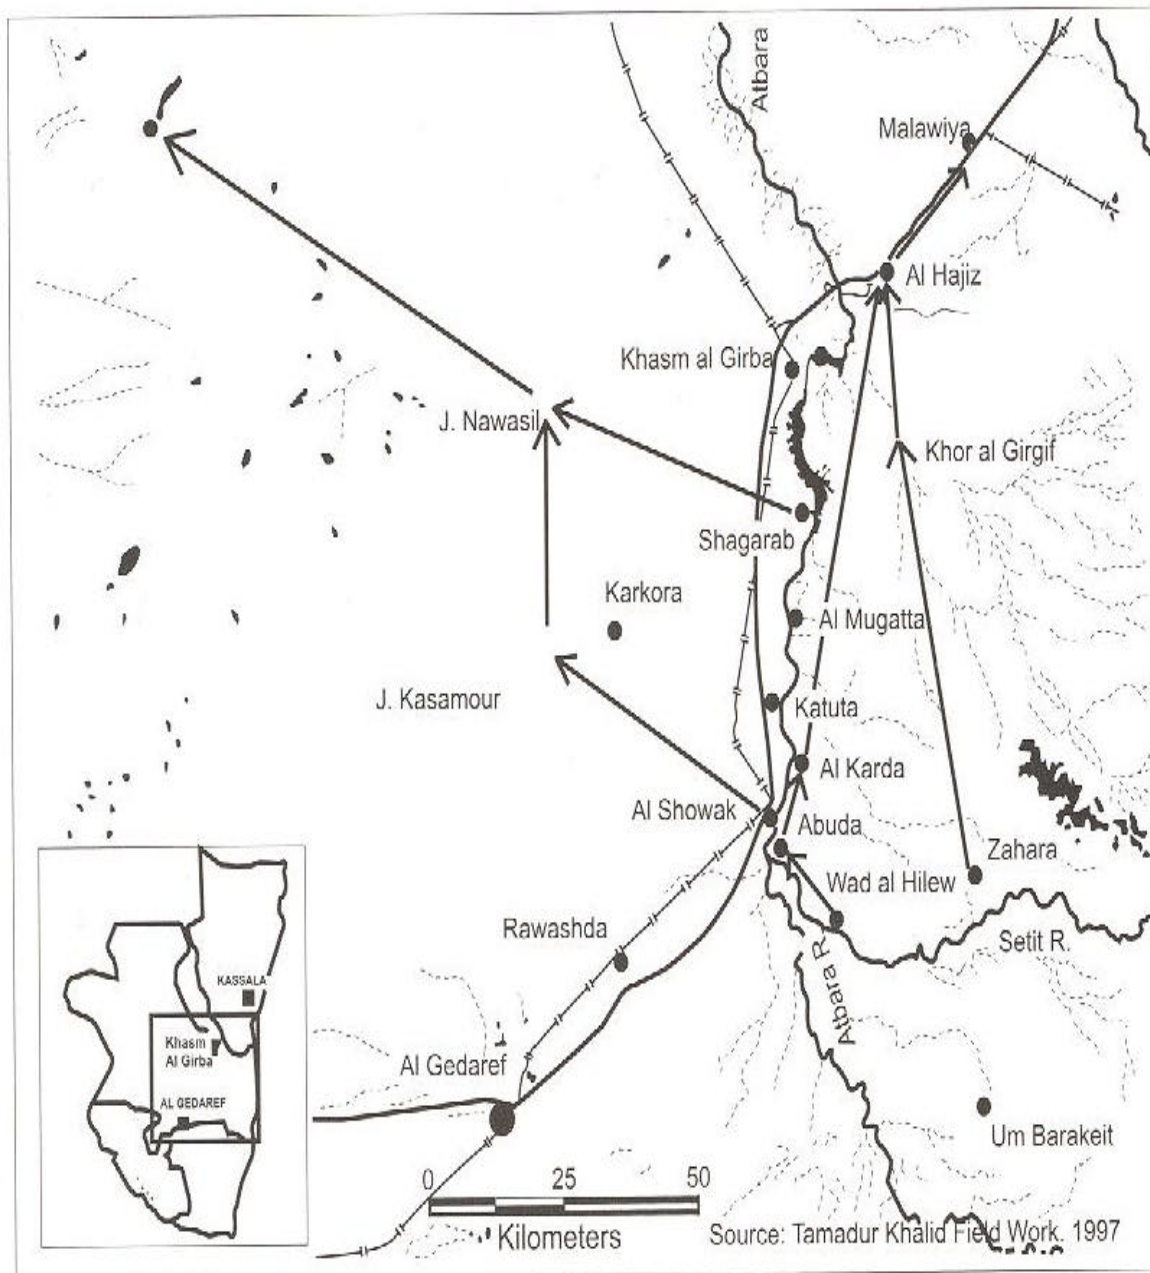 Atbara
Malawiya
Al Hajiz
Khasm al Girba
J. Nawasil
Khor al Girgif
Shagarab
Karkora
Al Mugatta
J. Kasamour
Katuta
Al Karda
Al Showak
Abuda
Zahara
Wad al Hilew
Rawashda
Setit R.
Atbara R.
KASSALA
Khasm
Al Girba
AL GEDAREF
Al Gedaref
Um Barakeit
0 25 50
Kilometers
Source: Tamadur Khalid Field Work. 1997